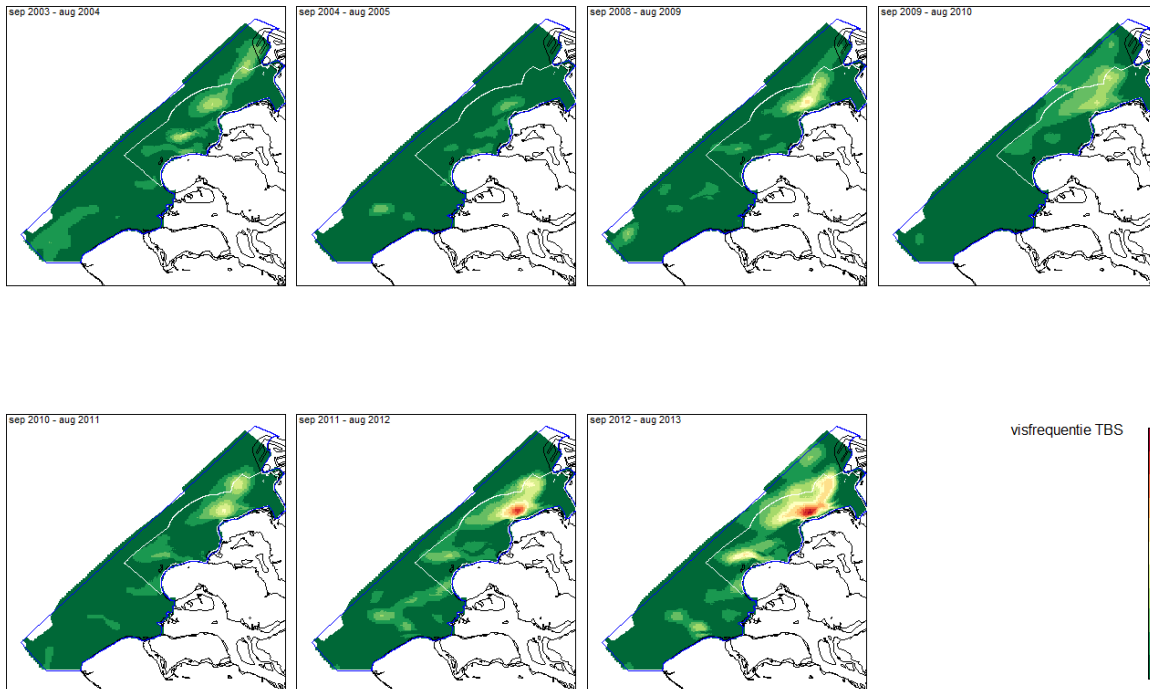 sep 2003 - aug 2004
sep 2004 - aug 2005
sep 2008 - aug 2009
sep 2009 - aug 2010
sep 2010 - aug 2011
sep 2011 - aug 2012
sep 2012 - aug 2013
visfrequentie TBS